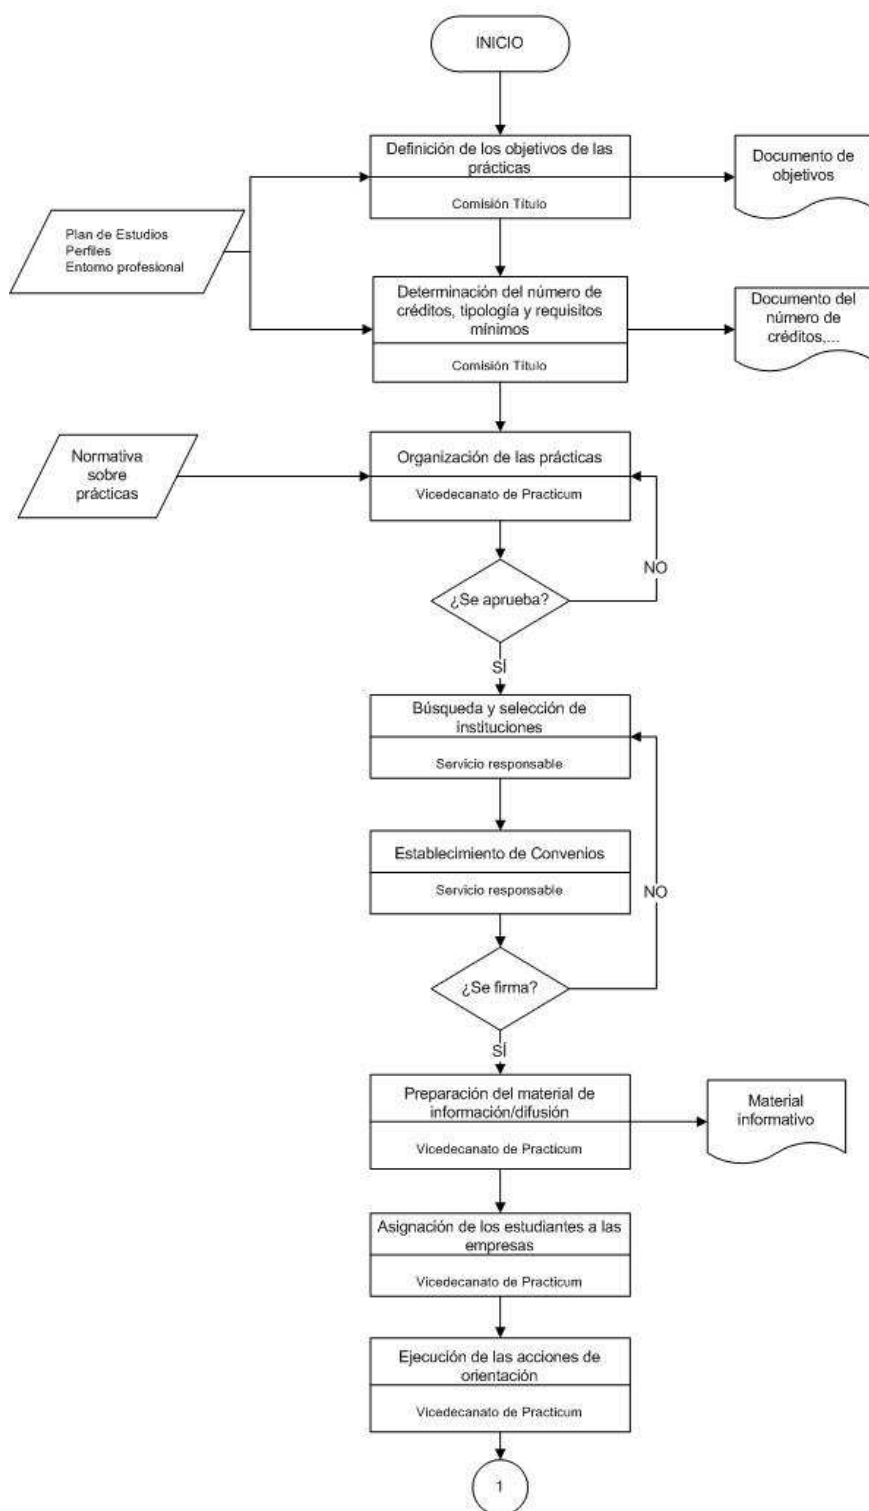 INICIO
Definición de los objetivos de las
prácticas
Comisión Título
Documento de
objetivos
Plan de Estudios
Perfiles
Entorno profesional
Determinación del número de
créditos, tipología y requisitos
mínimos
Comisión Título
Documento del
número de
créditos,...
Normativa
sobre
prácticas
Organización de las prácticas
Vicedecanato de Practicum
NO
¿Se aprueba?
SÍ
Búsqueda y selección de
instituciones
Servicio responsable
Establecimiento de Convenios
Servicio responsable
NO
¿Se firma?
SÍ
Preparación del material de
información/difusión
Vicedecanato de Practicum
Material
informativo
Asignación de los estudiantes a las
empresas
Vicedecanato de Practicum
Ejecución de las acciones de
orientación
Vicedecanato de Practicum
1